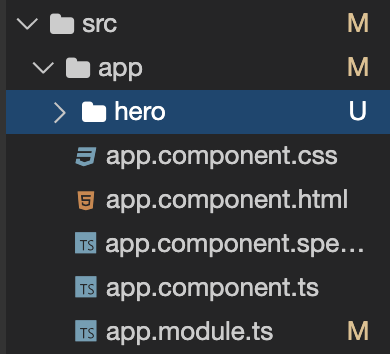 src M
app M
hero U
app.component.css
app.component.html
TS app.component.spe...
TS app.component.ts
TS app.module.ts M